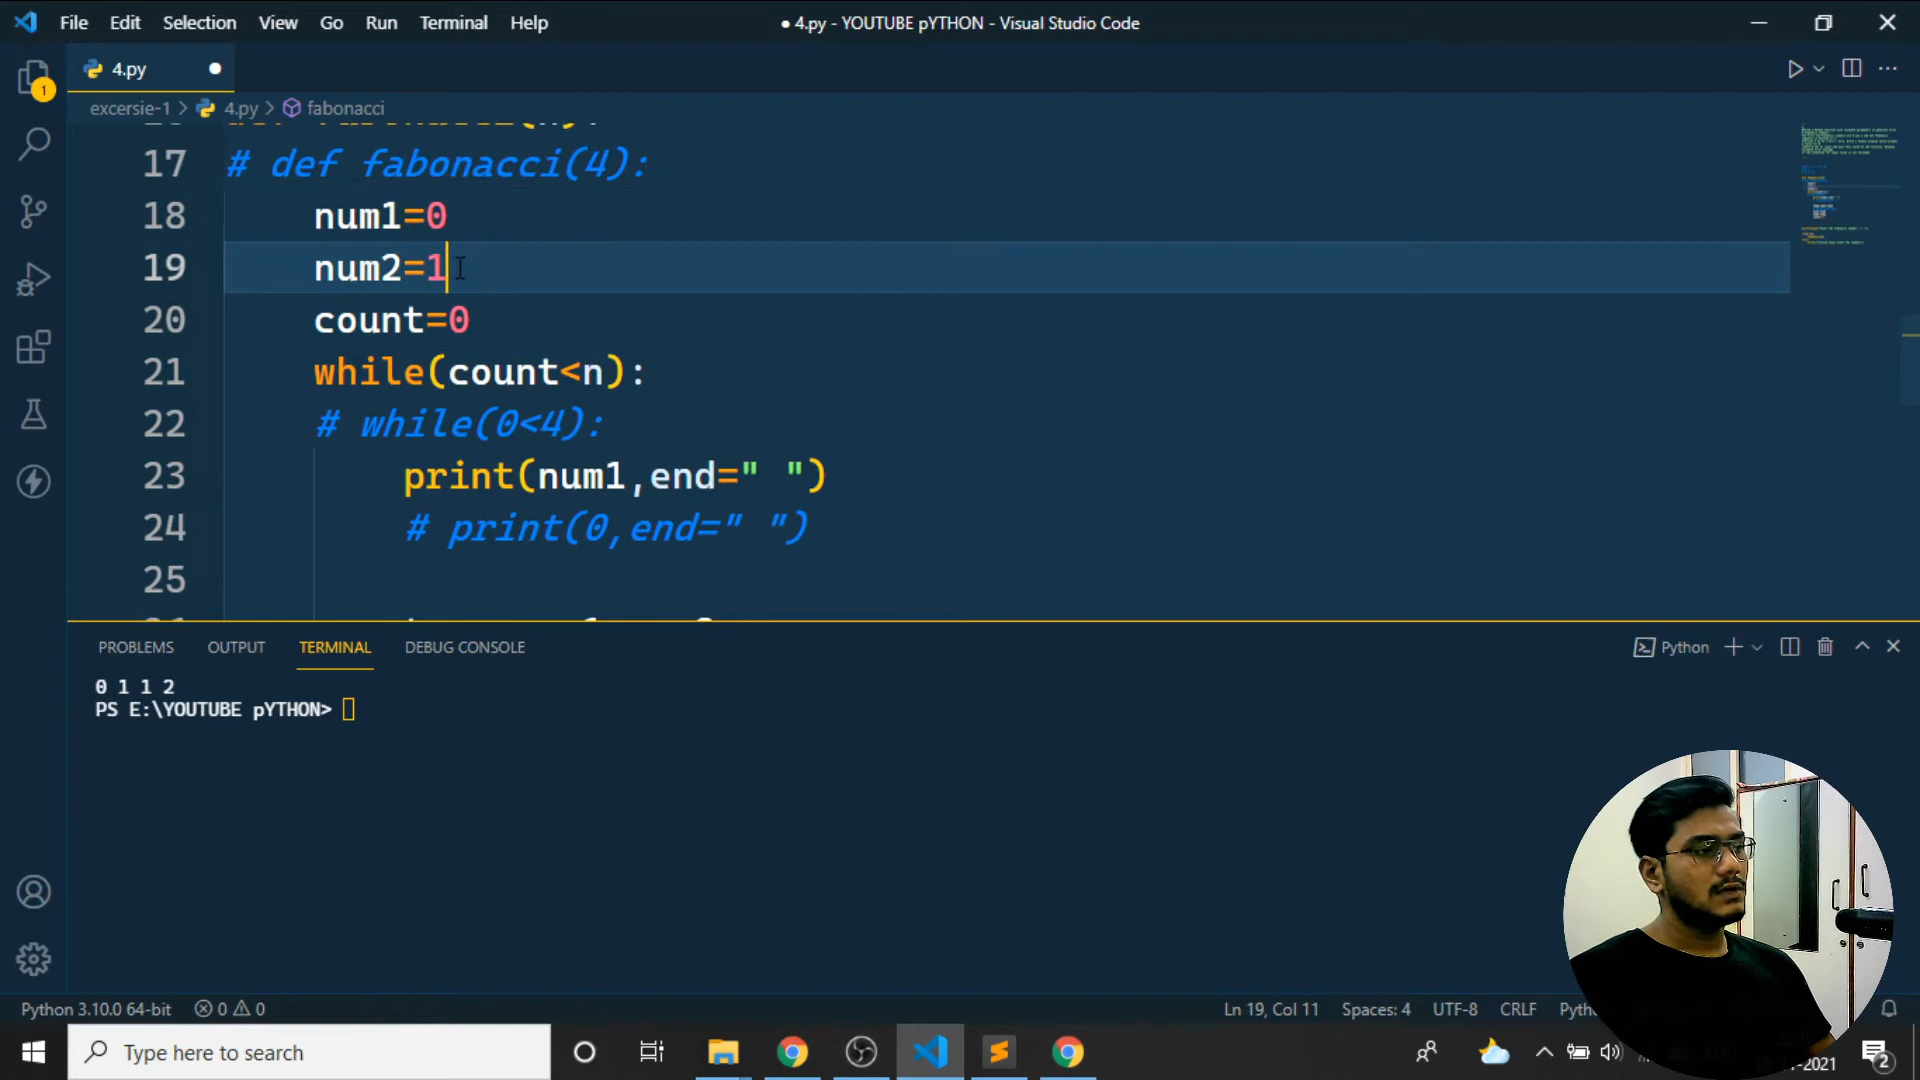 File Edit Selection View Go Run Terminal Help
● 4.py - YOUTUBE pYTHON - Visual Studio Code
4.py
1
excersie-1 > 4.py > fabonacci
17 # def fabonacci(4):
18 num1=0
19 num2=1
20 count=0
21 while(count<n):
22 # while(0<4):
23 print(num1,end=" ")
24 # print(0,end=" ")
25
PROBLEMS OUTPUT TERMINAL DEBUG CONSOLE
Python
0 1 1 2
PS E:\YOUTUBE pYTHON>
Python 3.10.0 64-bit 0 0
Ln 19, Col 11 Spaces: 4 UTF-8 CRLF
Type here to search
-2021
2